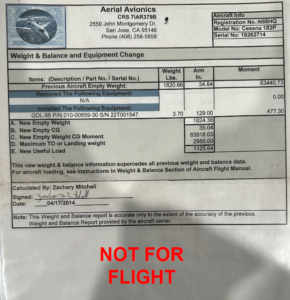 Aerial Avionics
CRS 7IAR379B
2550 John Montgomery Dr.
San Jose, CA 95148
Phone (408) 258-5858
Aircraft Info
Registration No. N66HQ
Model No: Cessna 182P
Serial No: 18262714
Weight & Balance and Equipment Change
Items: (Description / Part No. / Serial No.) Weight Lbs. Arm In. Moment
Previous Aircraft Empty Weight: 1820.66 34.84 63440.73
Removed The Following Equipment:
N/A 0.00
Installed The Following Equipment:
GDL-88 P/N 010-00859-30 S/N 22T001547 3.70 129.00 477.30
A. New Empty Weight 1824.36
B. New Empty CG 35.04
C. New Empty Weight CG Moment 63918.03
D. Maximum TO or Landing weight 2950.00
E. New Useful Load 1125.64
This new weight & balance information supercedes all previous weight and balance data.
For aircraft loading, see instructions in Weight & Balance Section of Aircraft Flight Manual.
Calculated By: Zachery Mitchell
Signed:
Date: 04/17/2014
Note: This Weight and Balance report is accurate only to the extent of the accuracy of the previous
Weight and Balance Report provided by the aircraft owner.
NOT FOR
FLIGHT